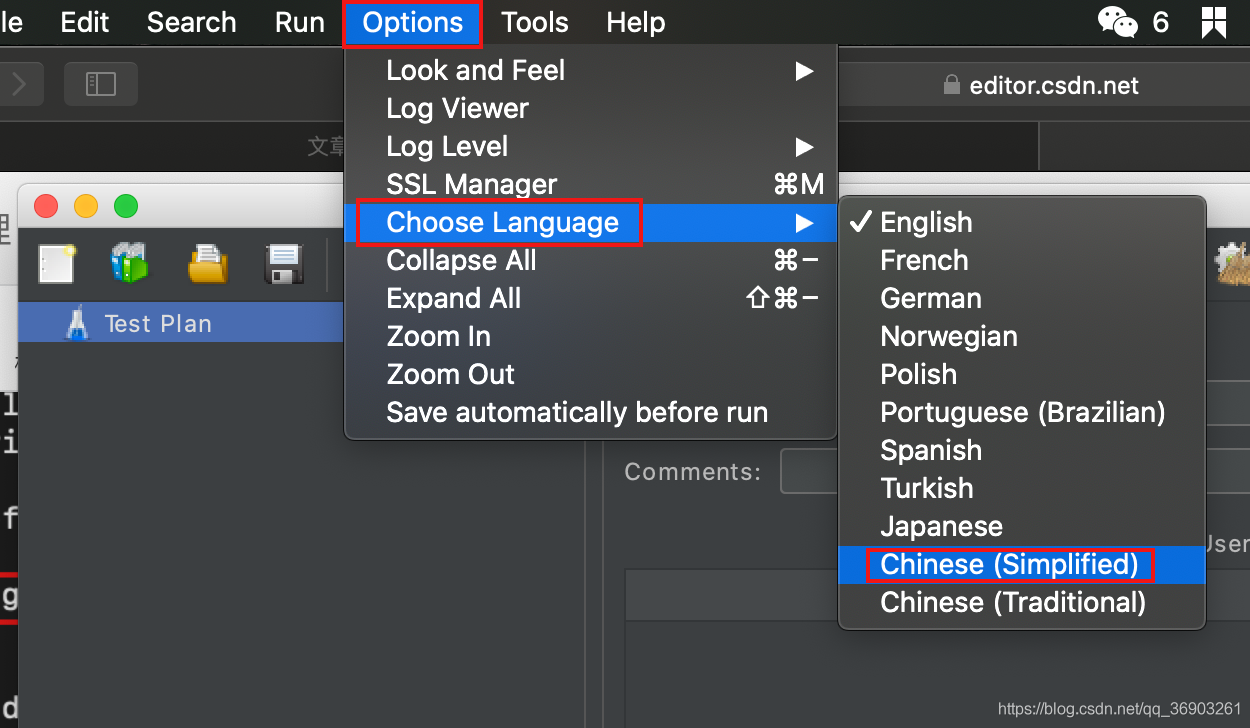 le Edit Search Run Options Tools Help 6
editor.csdn.net
文章
Look and Feel
Log Viewer
Log Level
SSL Manager ⌘M
Choose Language
Collapse All ⌘−
Expand All ⇧⌘−
Zoom In
Zoom Out
Save automatically before run
✓ English
French
German
Norwegian
Polish
Portuguese (Brazilian)
Spanish
Turkish
Japanese
Chinese (Simplified)
Chinese (Traditional)
Test Plan
Comments:
User
https://blog.csdn.net/qq_36903261